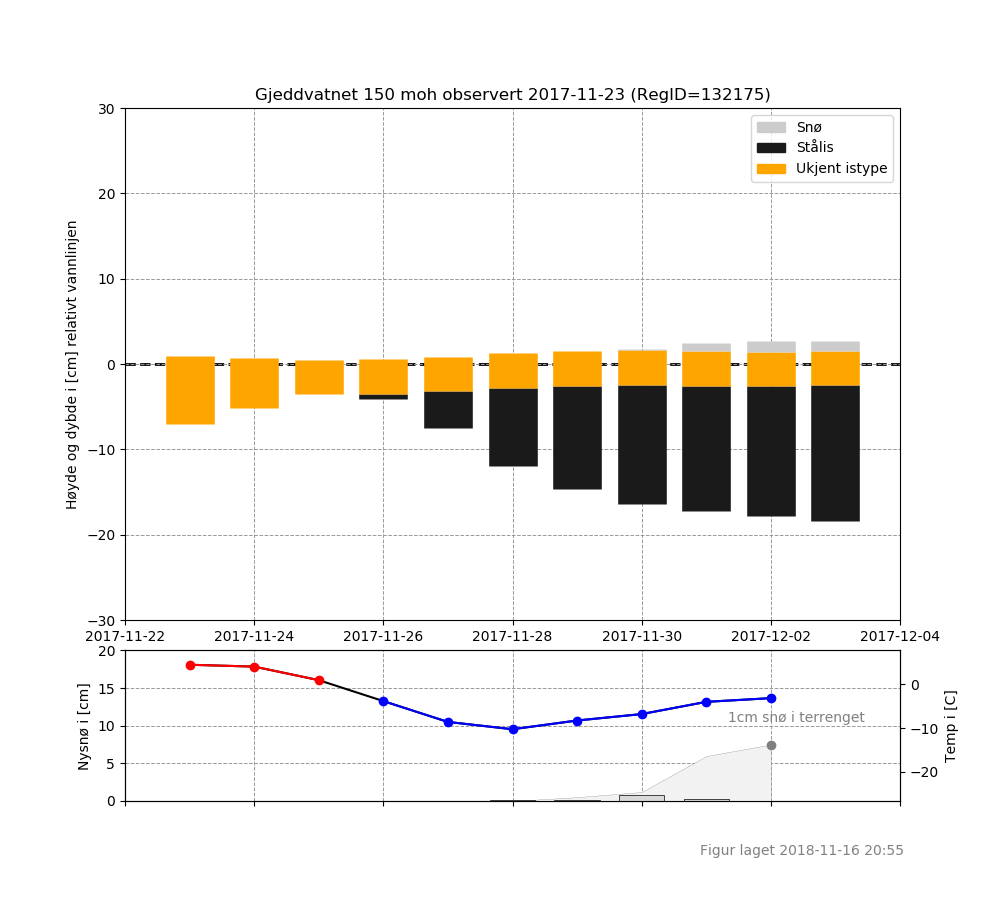 Gjeddvatnet 150 moh observert 2017-11-23 (RegID=132175)
Snø
Stålis
Ukjent istype
Høyde og dybde i [cm] relativt vannlinjen
30
20
10
0
−10
−20
−30
2017-11-22 2017-11-24 2017-11-26 2017-11-28 2017-11-30 2017-12-02 2017-12-04
Nysnø i [cm]
20
15
10
5
0
1cm snø i terrenget
0
−10
−20
Temp i [C]
Figur laget 2018-11-16 20:55